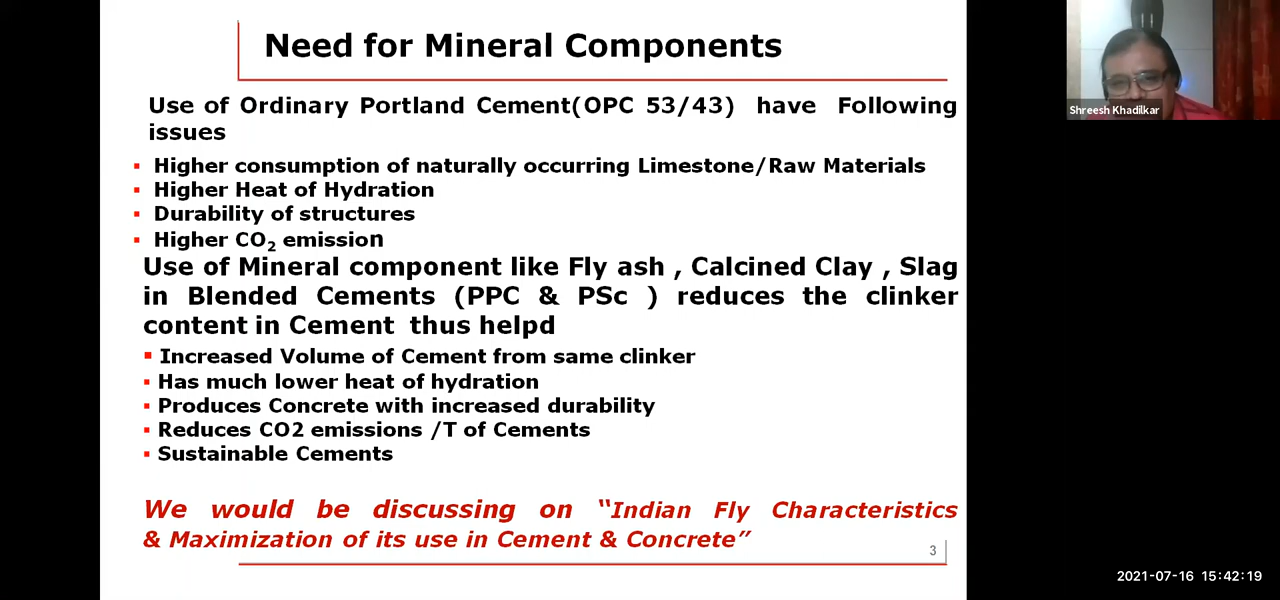 Need for Mineral Components
Shreesh Khadilkar
Use of Ordinary Portland Cement(OPC 53/43) have Following
issues
▪ Higher consumption of naturally occurring Limestone/Raw Materials
▪ Higher Heat of Hydration
▪ Durability of structures
▪ Higher CO₂ emission
Use of Mineral component like Fly ash , Calcined Clay , Slag
in Blended Cements (PPC & PSc ) reduces the clinker
content in Cement thus helpd
▪ Increased Volume of Cement from same clinker
▪ Has much lower heat of hydration
▪ Produces Concrete with increased durability
▪ Reduces CO2 emissions /T of Cements
▪ Sustainable Cements
We would be discussing on “Indian Fly Characteristics
& Maximization of its use in Cement & Concrete”
3
2021-07-16 15:42:19